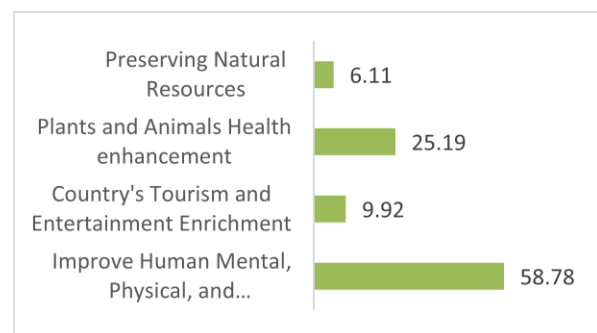 Preserving Natural
Resources
6.11
Plants and Animals Health
enhancement
25.19
Country's Tourism and
Entertainment Enrichment
9.92
Improve Human Mental,
Physical, and...
58.78